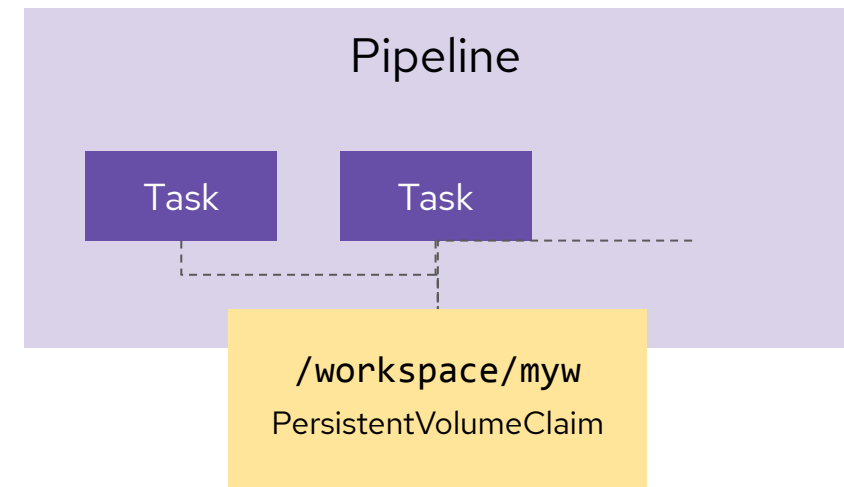 Pipeline
Task Task
/workspace/myw
PersistentVolumeClaim